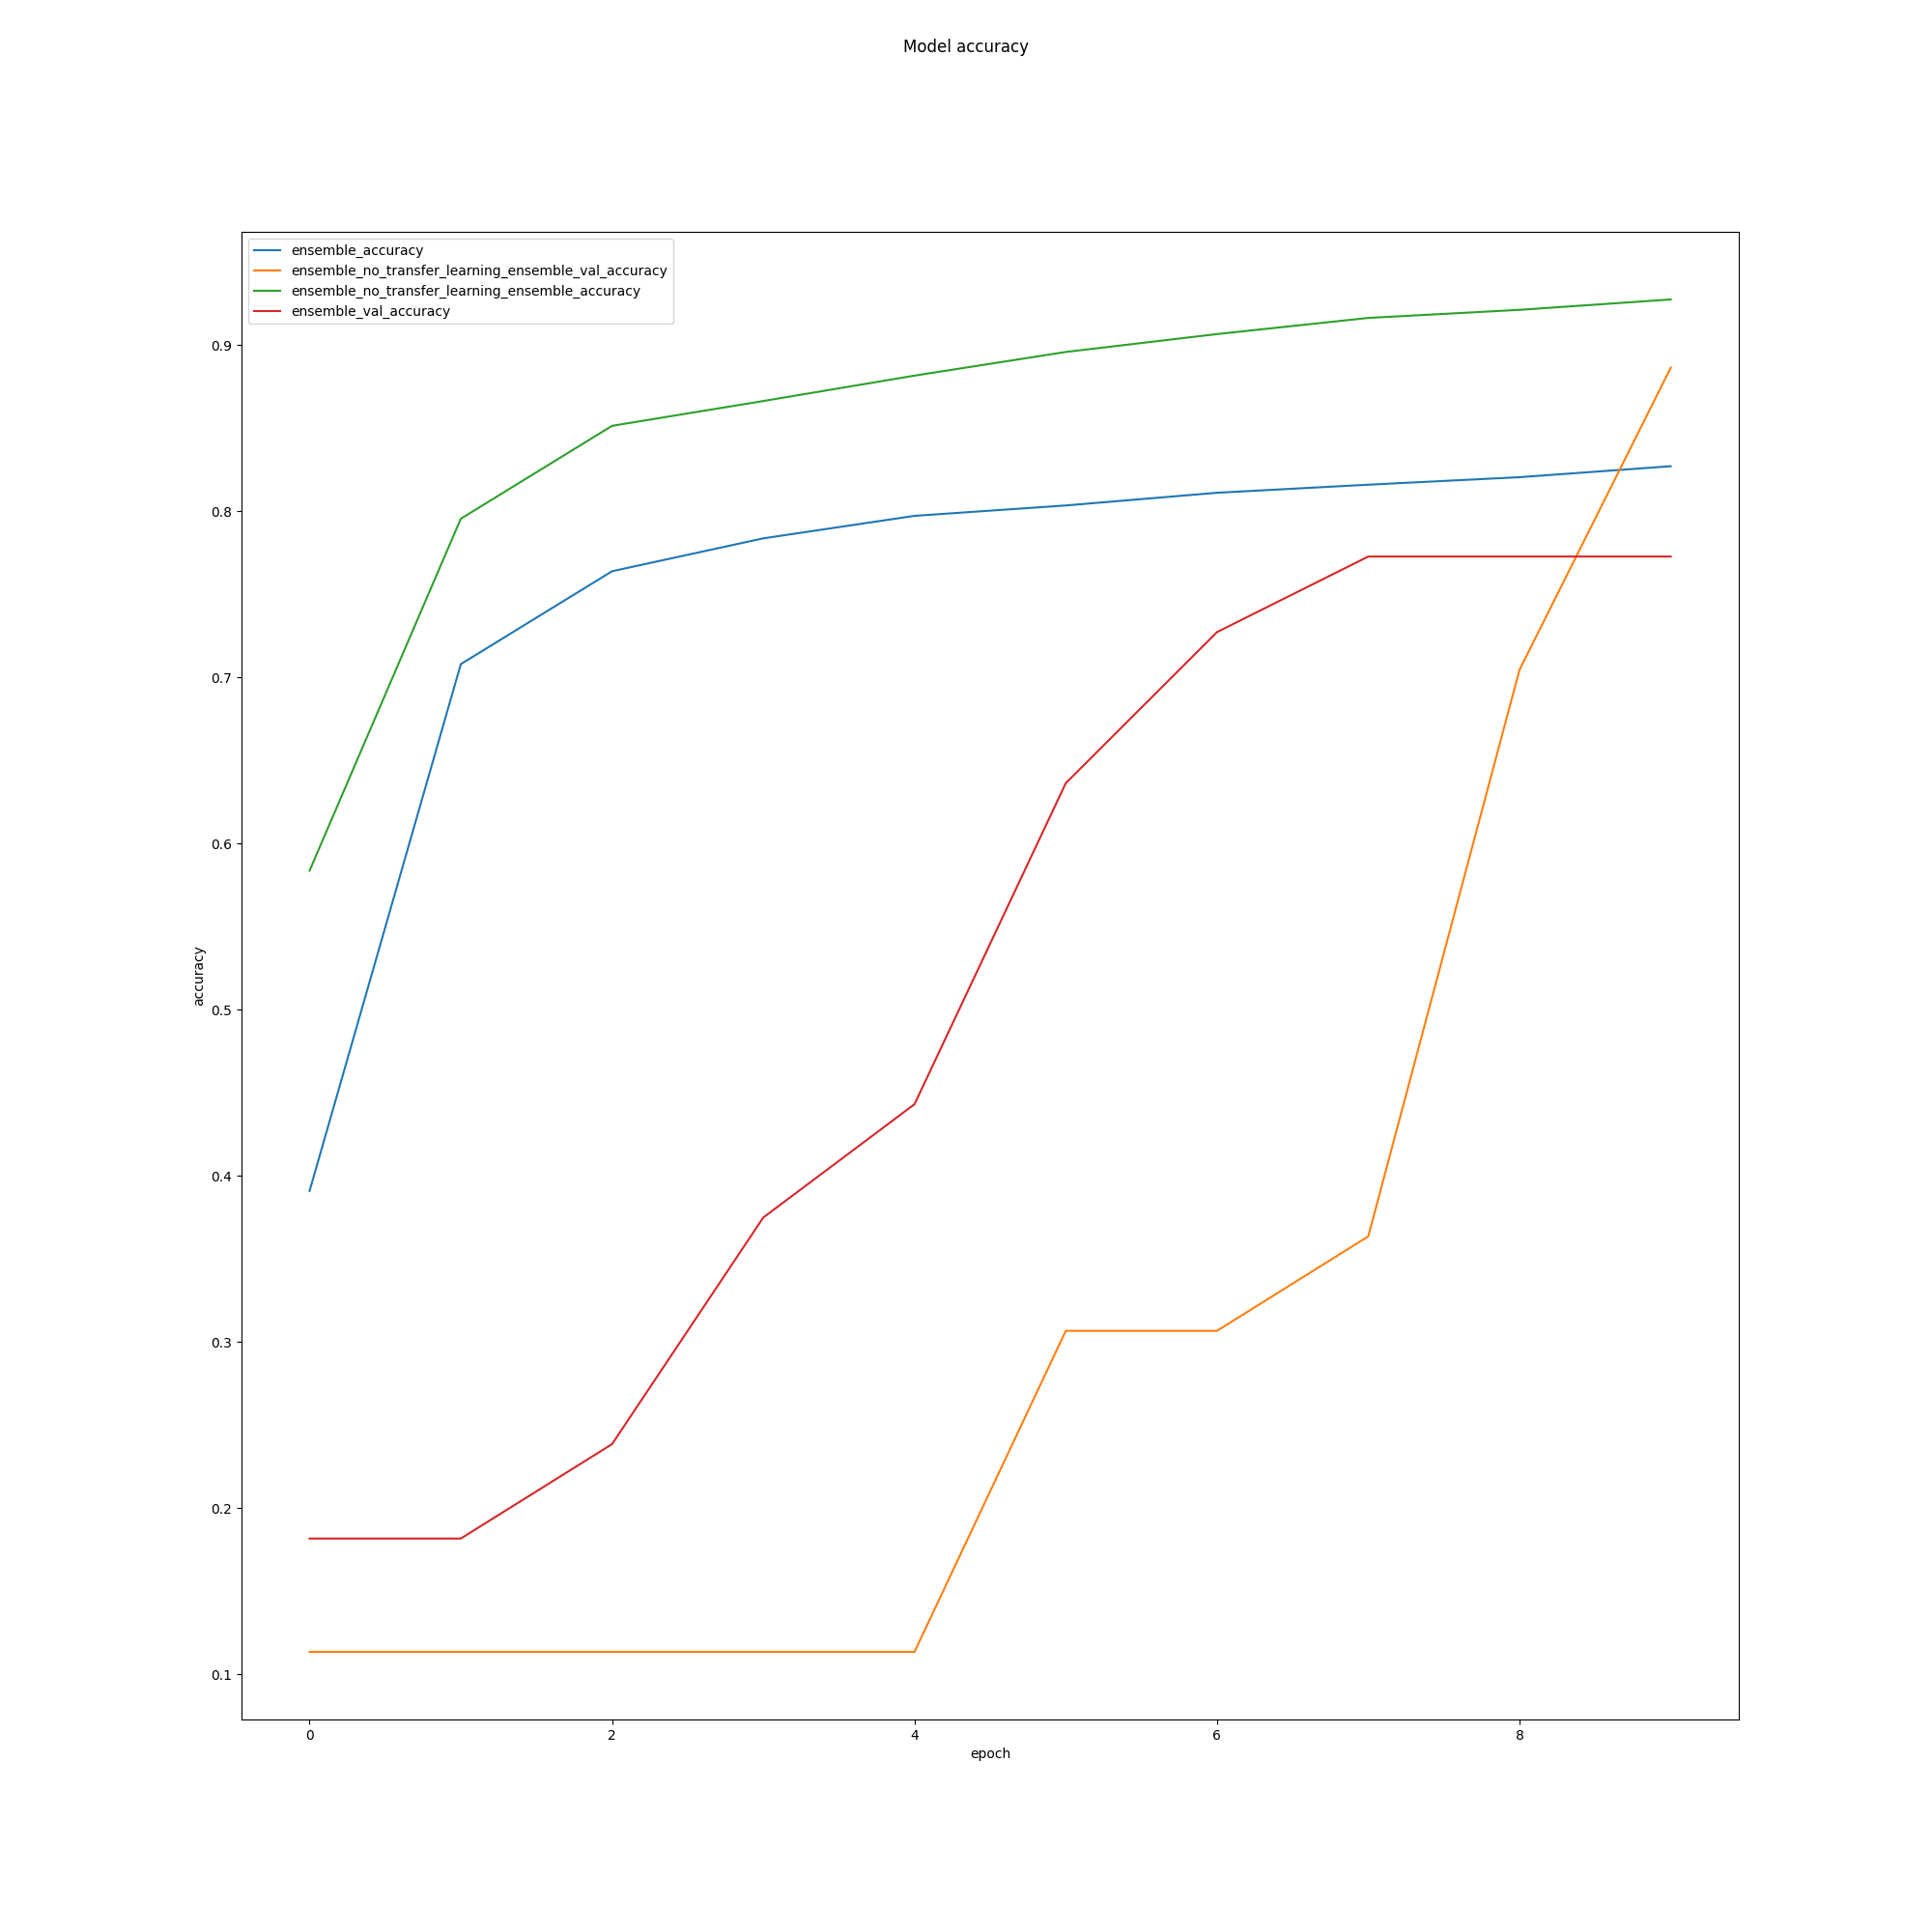 Model accuracy
ensemble_accuracy
ensemble_no_transfer_learning_ensemble_val_accuracy
ensemble_no_transfer_learning_ensemble_accuracy
ensemble_val_accuracy
0.9
0.8
0.7
0.6
accuracy
0.5
0.4
0.3
0.2
0.1
0 2 4 6 8
epoch